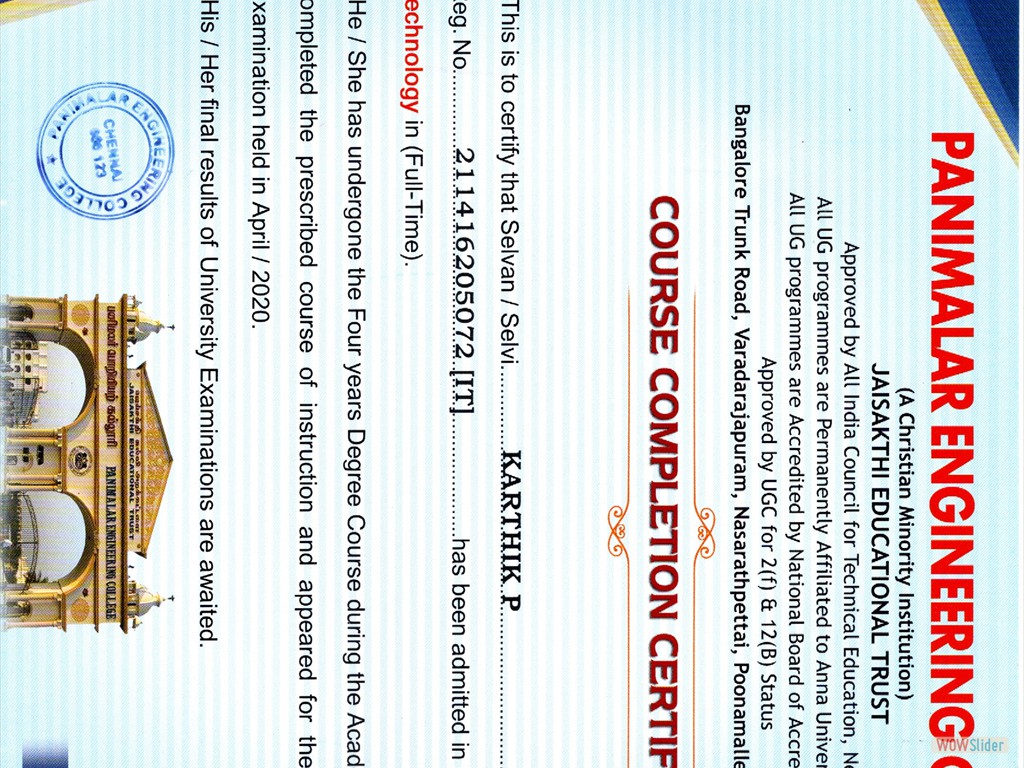 PANIMALAR ENGINEERING
(A Christian Minority Institution)
JAISAKTHI EDUCATIONAL TRUST
Approved by All India Council for Technical Education, Ne
All UG programmes are Permanently Affiliated to Anna Univer
All UG programmes are Accredited by National Board of Accre
Approved by UGC for 2(f) & 12(B) Status
Bangalore Trunk Road, Varadarajapuram, Nasarathpettai, Poonamalle
COURSE COMPLETION CERTIF
This is to certify that Selvan / Selvi............KARTHIK P............
eg. No............211416205072 [IT]............has been admitted in
echnology in (Full-Time).
He / She has undergone the Four years Degree Course during the Acad
ompleted the prescribed course of instruction and appeared for the
xamination held in April / 2020.
His / Her final results of University Examinations are awaited.
PANIMALAR ENGINEERING COLLEGE
CHENNAI
600 123
JAISAKTHI EDUCATIONAL TRUST
பனிமலர் பொறியியல் கல்லூரி
PANIMALAR ENGINEERING COLLEGE
WOWSlider